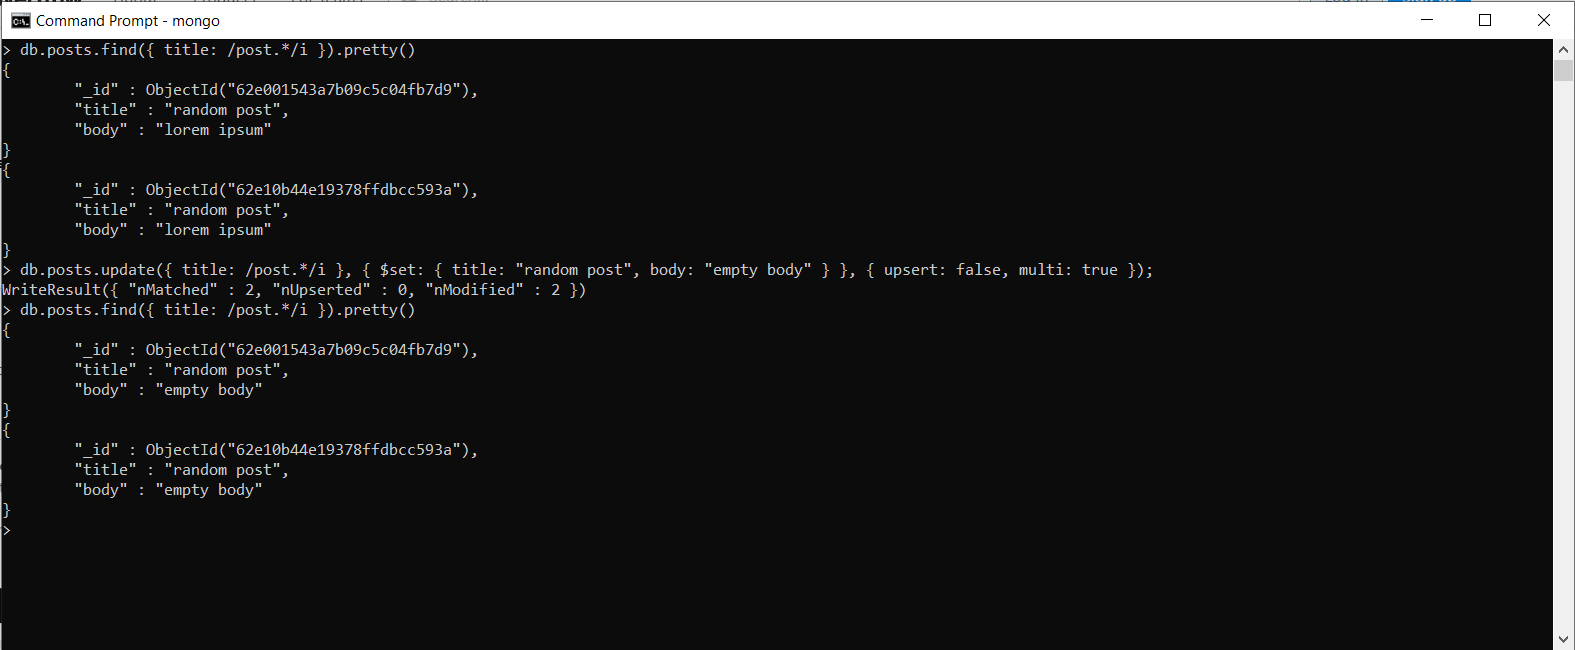 Command Prompt - mongo
> db.posts.find({ title: /post.*/i }).pretty()
{
        "_id" : ObjectId("62e001543a7b09c5c04fb7d9"),
        "title" : "random post",
        "body" : "lorem ipsum"
}
{
        "_id" : ObjectId("62e10b44e19378ffdbcc593a"),
        "title" : "random post",
        "body" : "lorem ipsum"
}
> db.posts.update({ title: /post.*/i }, { $set: { title: "random post", body: "empty body" } }, { upsert: false, multi: true });
WriteResult({ "nMatched" : 2, "nUpserted" : 0, "nModified" : 2 })
> db.posts.find({ title: /post.*/i }).pretty()
{
        "_id" : ObjectId("62e001543a7b09c5c04fb7d9"),
        "title" : "random post",
        "body" : "empty body"
}
{
        "_id" : ObjectId("62e10b44e19378ffdbcc593a"),
        "title" : "random post",
        "body" : "empty body"
}
>